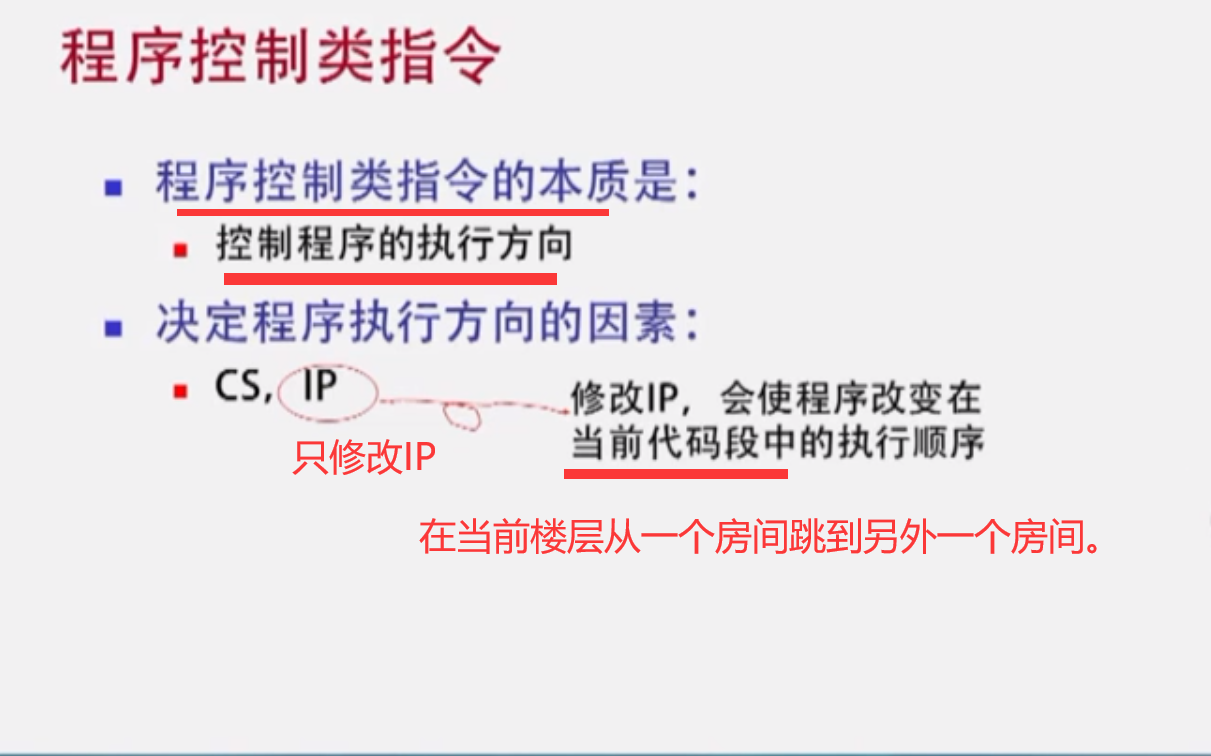 程序控制类指令
程序控制类指令的本质是：
控制程序的执行方向
决定程序执行方向的因素：
CS, IP
修改IP，会使程序改变在
当前代码段中的执行顺序
只修改IP
在当前楼层从一个房间跳到另外一个房间。